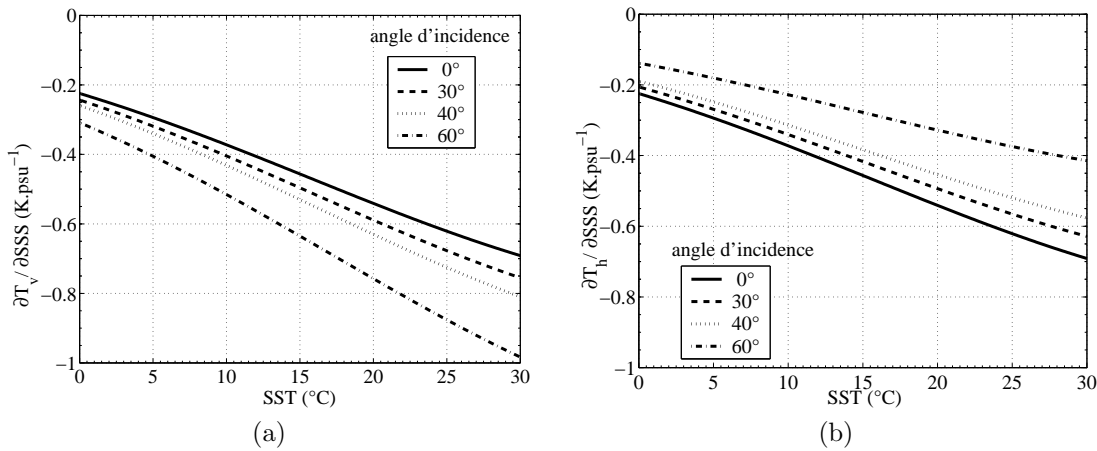 0
−0.2
−0.4
−0.6
−0.8
−1
∂T_v/ ∂SSS (K.psu⁻¹)
angle d'incidence
0°
30°
40°
60°
0 5 10 15 20 25 30
SST (°C)
(a)
0
−0.2
−0.4
−0.6
−0.8
−1
∂T_h/ ∂SSS (K.psu⁻¹)
angle d'incidence
0°
30°
40°
60°
0 5 10 15 20 25 30
SST (°C)
(b)